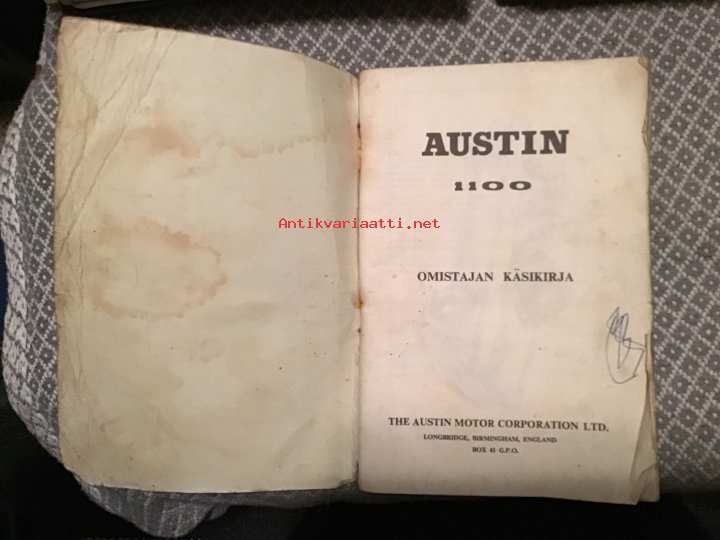 AUSTIN
1100
Antikvariaatti.net
OMISTAJAN KÄSIKIRJA
THE AUSTIN MOTOR CORPORATION LTD.
LONGBRIDGE, BIRMINGHAM, ENGLAND
BOX 41 G.P.O.